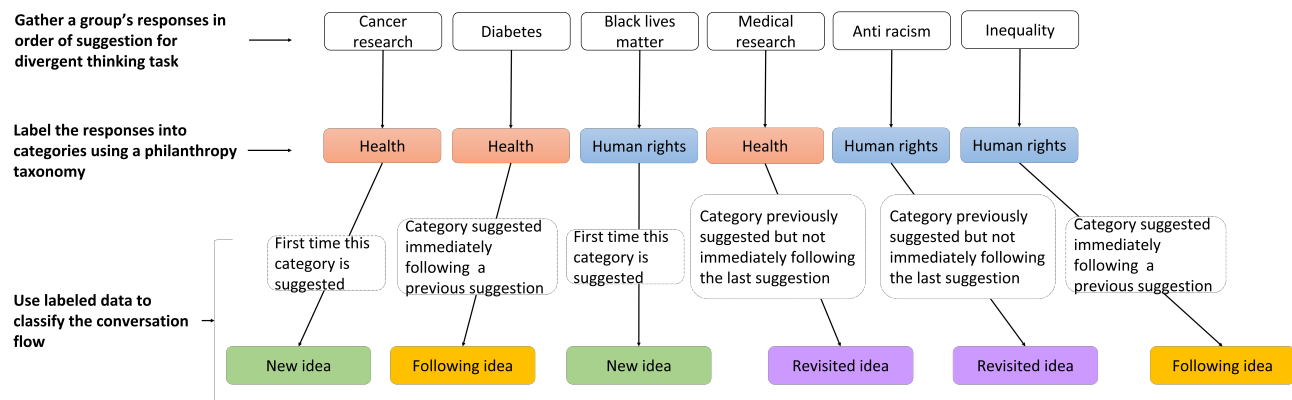 Gather a group's responses in
order of suggestion for
divergent thinking task
Cancer
research
Diabetes
Black lives
matter
Medical
research
Anti racism
Inequality
Label the responses into
categories using a philanthropy
taxonomy
Health
Health
Human rights
Health
Human rights
Human rights
First time this
category is
suggested
Category suggested
immediately
following a
previous suggestion
First time this
category is
suggested
Category previously
suggested but not
immediately following
the last suggestion
Category previously
suggested but not
immediately following
the last suggestion
Category suggested
immediately
following a
previous suggestion
Use labeled data to
classify the conversation
flow
New idea
Following idea
New idea
Revisited idea
Revisited idea
Following idea